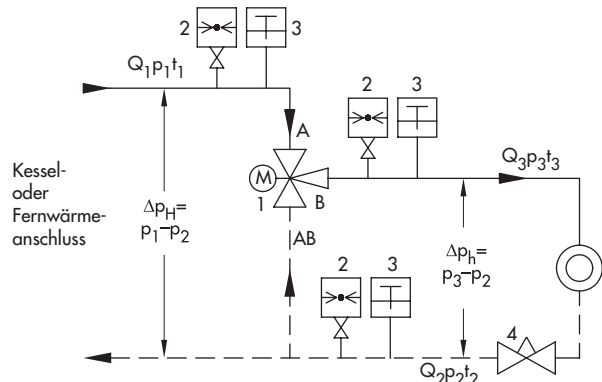 2 3
Q1p1t1
2 3
A
Q3p3t3
M
1 B
Kessel-
oder
Fernwärme-
anschluss
ΔpH=
p1–p2
AB
Δph=
p3–p2
2 3
4
Q2p2t2